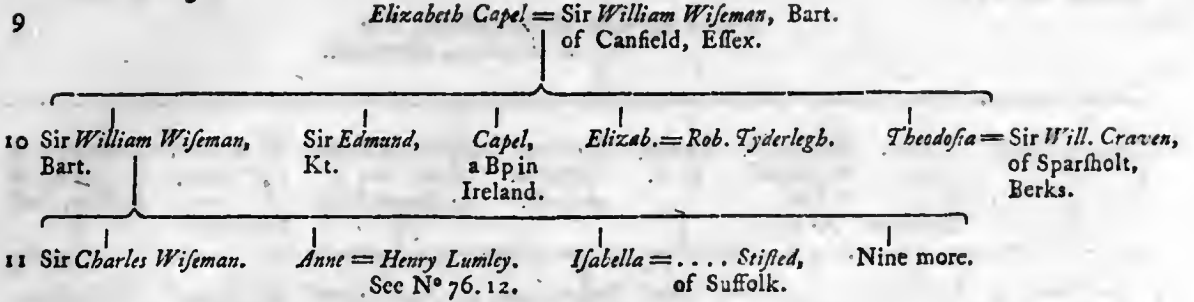 9 Elizabeth Capel = Sir William Wiſeman, Bart.
of Canfield, Eſſex.
10 Sir William Wiſeman, Sir Edmund, Capel, Elizab. = Rob. Tyderlegh. Theodoſia = Sir Will. Craven,
Bart. Kt. a Bp in of Sparſholt,
Ireland. Berks.
11 Sir Charles Wiſeman. Anne = Henry Lumley. Iſabella = .... Stiſted, Nine more.
See No 76. 12. of Suffolk.